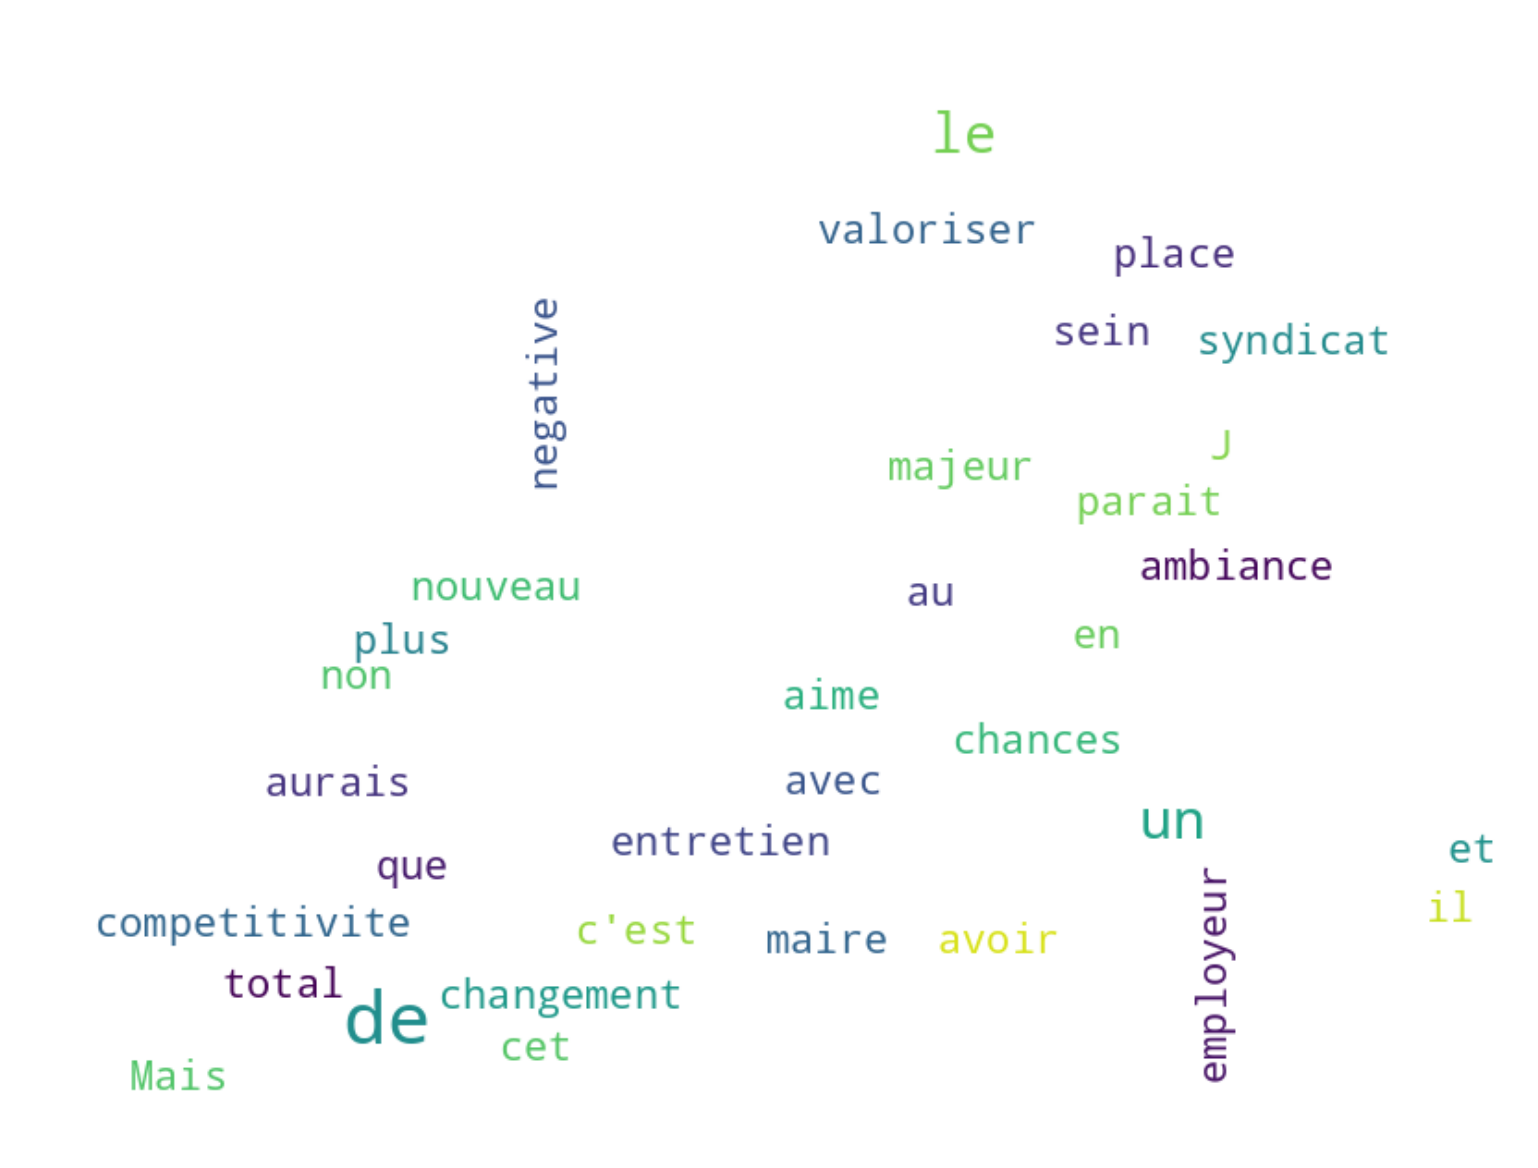 le
valoriser
place
negative
sein
syndicat
J
majeur
parait
ambiance
nouveau
au
plus
en
non
aime
chances
aurais
avec
un
entretien
et
que
employeur
il
competitivite
c'est
maire
avoir
total
changement
de
cet
Mais